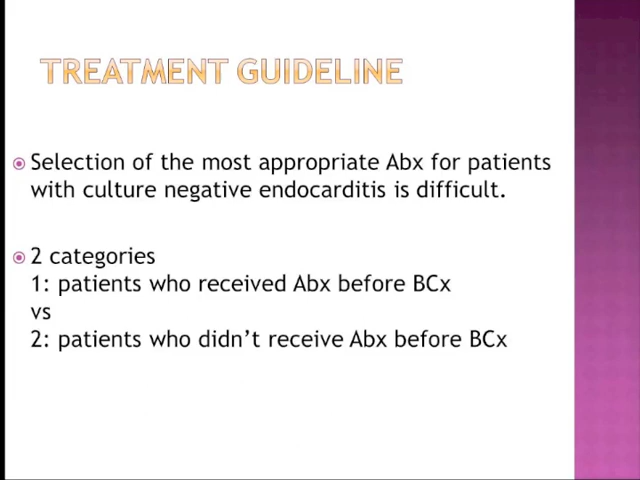 TREATMENT GUIDELINE
Selection of the most appropriate Abx for patients
with culture negative endocarditis is difficult.
2 categories
1: patients who received Abx before BCx
vs
2: patients who didn't receive Abx before BCx